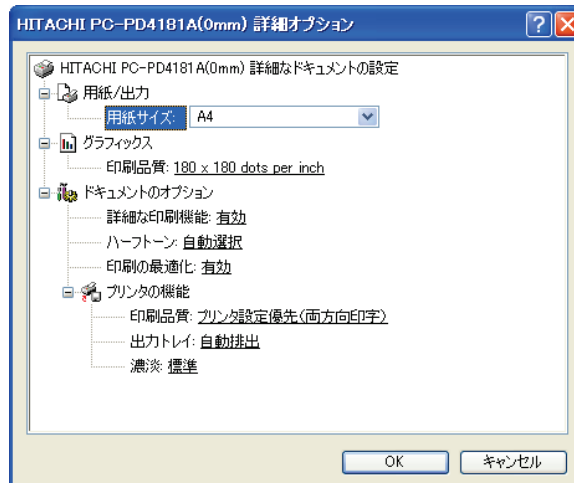 HITACHI PC-PD4181A(0mm) 詳細オプション
HITACHI PC-PD4181A(0mm) 詳細なドキュメントの設定
用紙/出力
用紙サイズ: A4
グラフィックス
印刷品質: 180 x 180 dots per inch
ドキュメントのオプション
詳細な印刷機能: 有効
ハーフトーン: 自動選択
印刷の最適化: 有効
プリンタの機能
印刷品質: プリンタ設定優先(両方向印字)
出力トレイ: 自動排出
濃淡: 標準
OK キャンセル